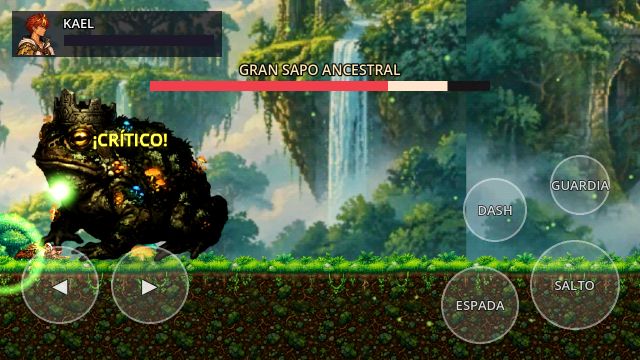 KAEL
GRAN SAPO ANCESTRAL
¡CRÍTICO!
GUARDIA
DASH
SALTO
ESPADA